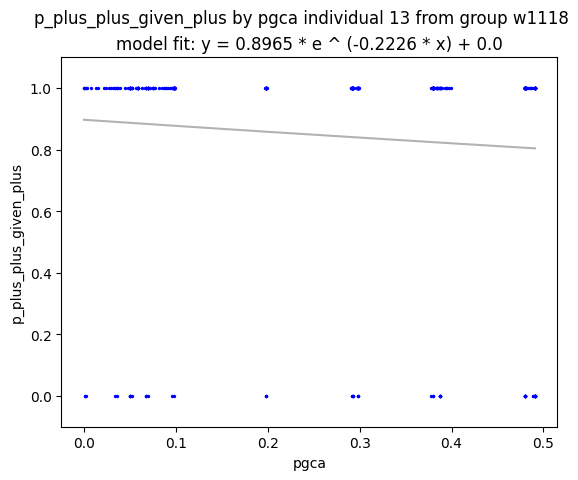 p_plus_plus_given_plus by pgca individual 13 from group w1118
model fit: y = 0.8965 * e ^ (-0.2226 * x) + 0.0
1.0
0.8
0.6
0.4
0.2
0.0
p_plus_plus_given_plus
0.0 0.1 0.2 0.3 0.4 0.5
pgca